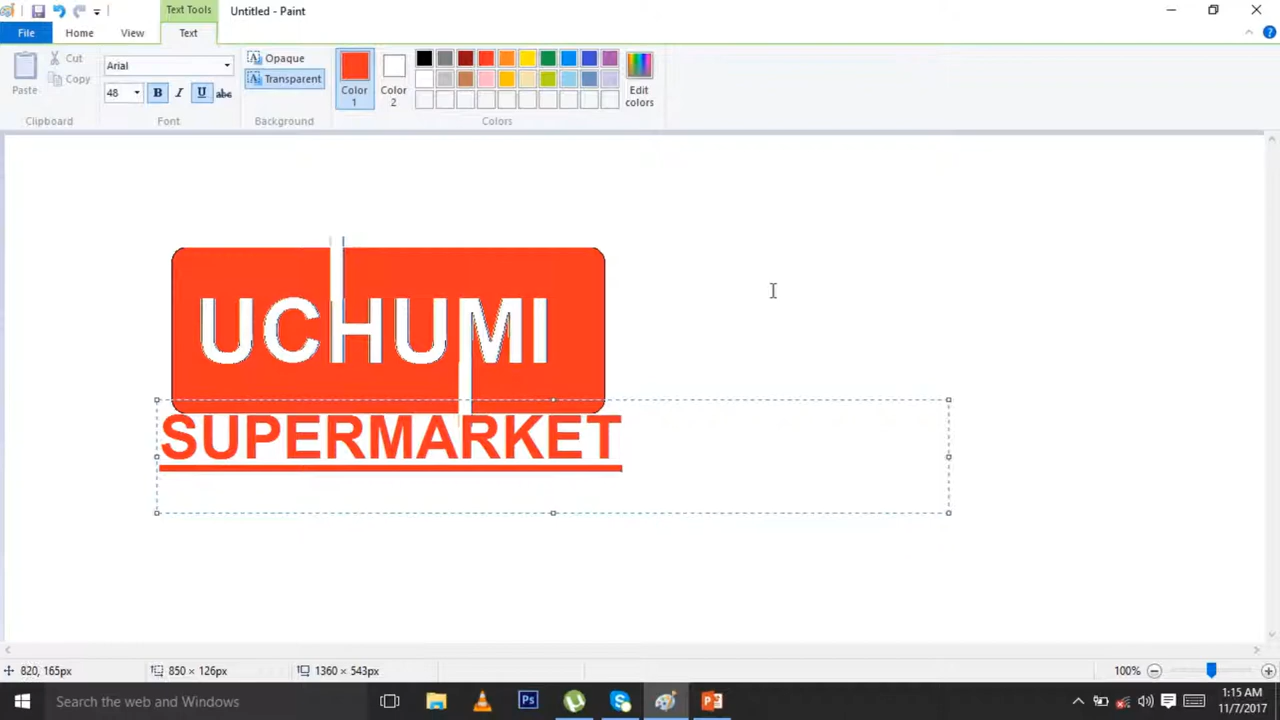 Text Tools
Untitled - Paint
File
Home
View
Text
Paste
Cut
Copy
Clipboard
Arial
48
B
I
U
abc
Font
Opaque
Transparent
Background
Color 1
Color 2
Edit colors
Colors
UCHUMI
SUPERMARKET
820, 165px
850 × 126px
1360 × 543px
100%
Search the web and Windows
Ps
1:15 AM
11/7/2017